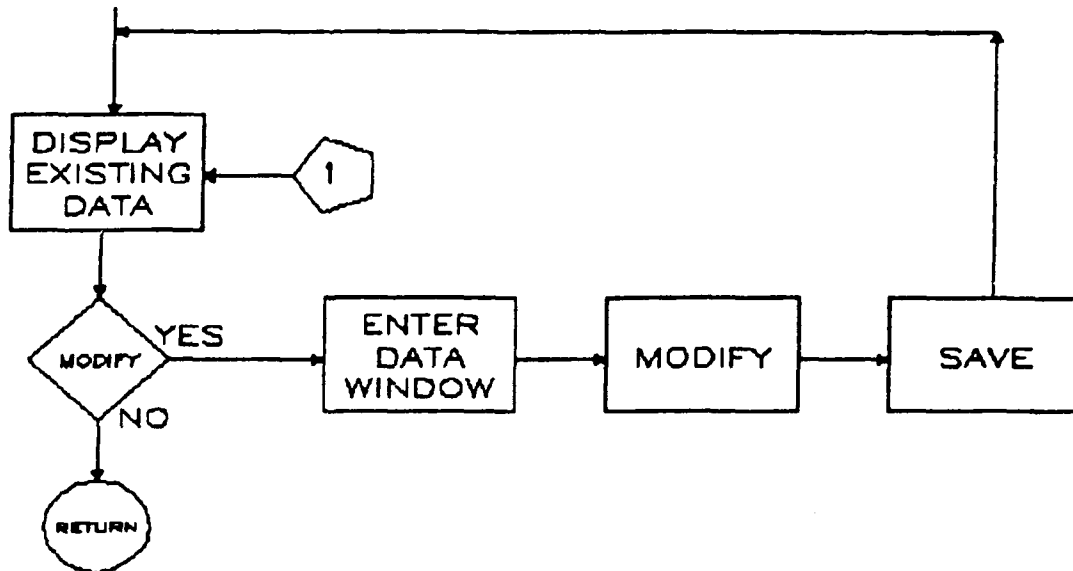 DISPLAY
EXISTING
DATA
1
MODIFY
YES
NO
ENTER
DATA
WINDOW
MODIFY
SAVE
RETURN